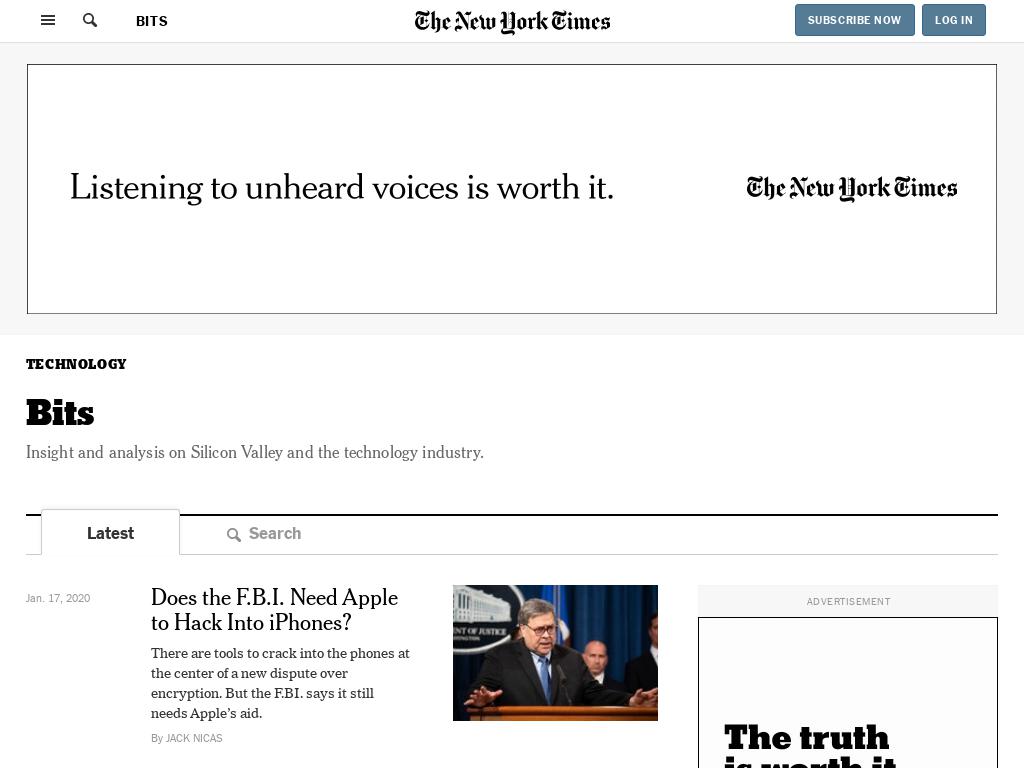 BITS
The New York Times
SUBSCRIBE NOW
LOG IN
Listening to unheard voices is worth it.
The New York Times
TECHNOLOGY
Bits
Insight and analysis on Silicon Valley and the technology industry.
Latest
Search
Jan. 17, 2020
Does the F.B.I. Need Apple
to Hack Into iPhones?
There are tools to crack into the phones at
the center of a new dispute over
encryption. But the F.B.I. says it still
needs Apple's aid.
By JACK NICAS
ENT OF JUSTICE
ADVERTISEMENT
The truth
is worth it